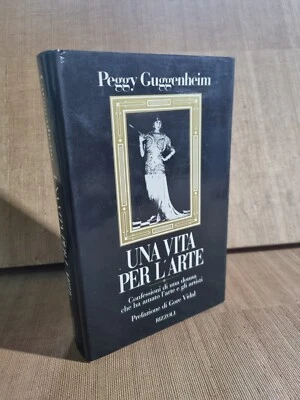 Peggy Guggenheim
UNA VITA
PER L'ARTE
Confessioni di una donna
che ha amato l'arte e gli artisti
Prefazione di Gore Vidal
RIZZOLI